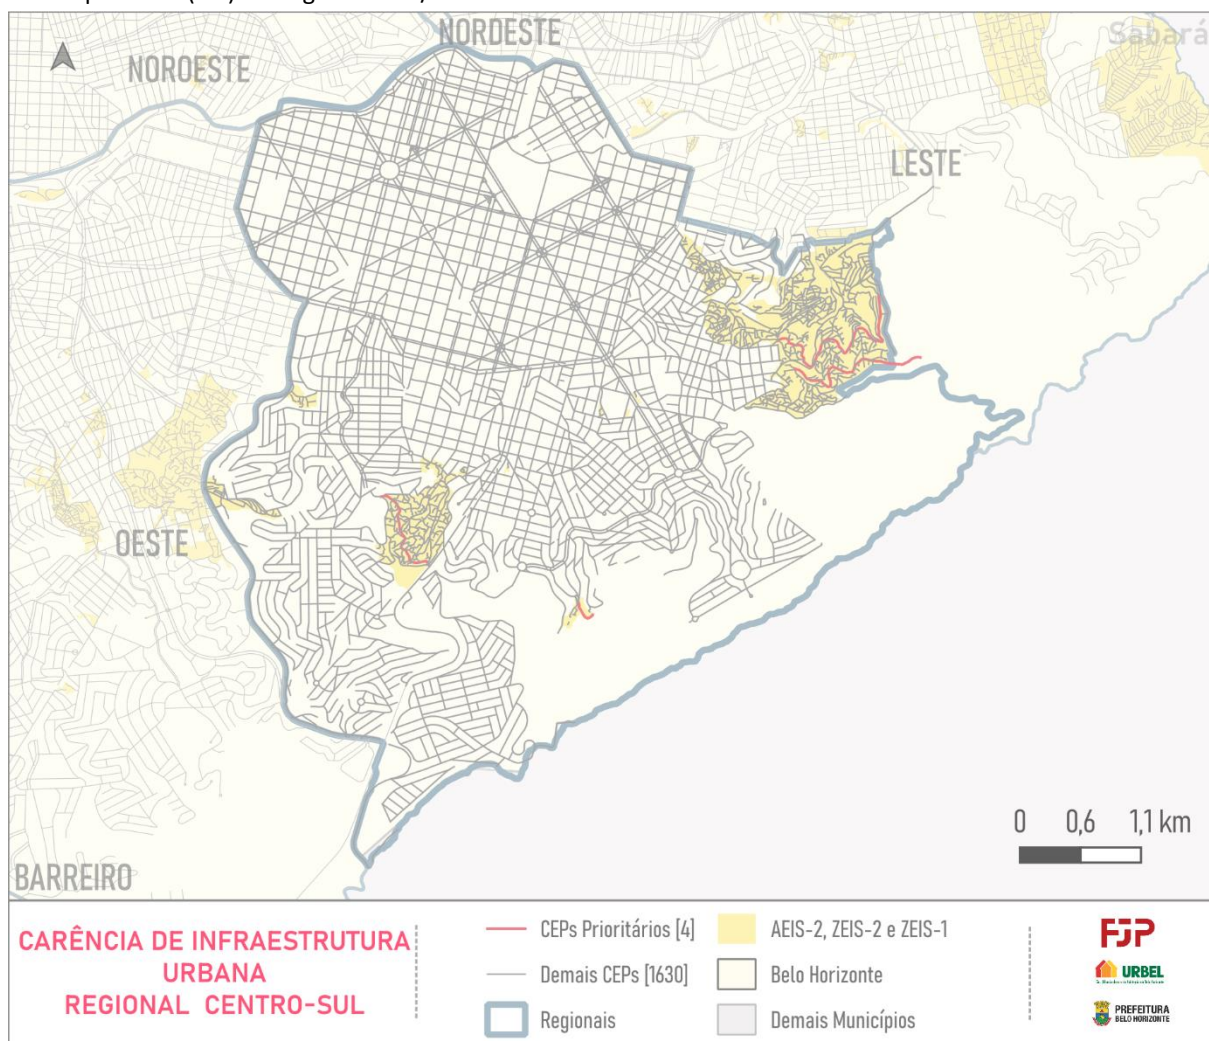 NOROESTE
NORDESTE
Sabará
LESTE
OESTE
BARREIRO
0 0,6 1,1 km
CARÊNCIA DE INFRAESTRUTURA
URBANA
REGIONAL CENTRO-SUL
CEPs Prioritários [4]
Demais CEPs [1630]
Regionais
AEIS-2, ZEIS-2 e ZEIS-1
Belo Horizonte
Demais Municípios
FJP
URBEL
PREFEITURA
BELO HORIZONTE